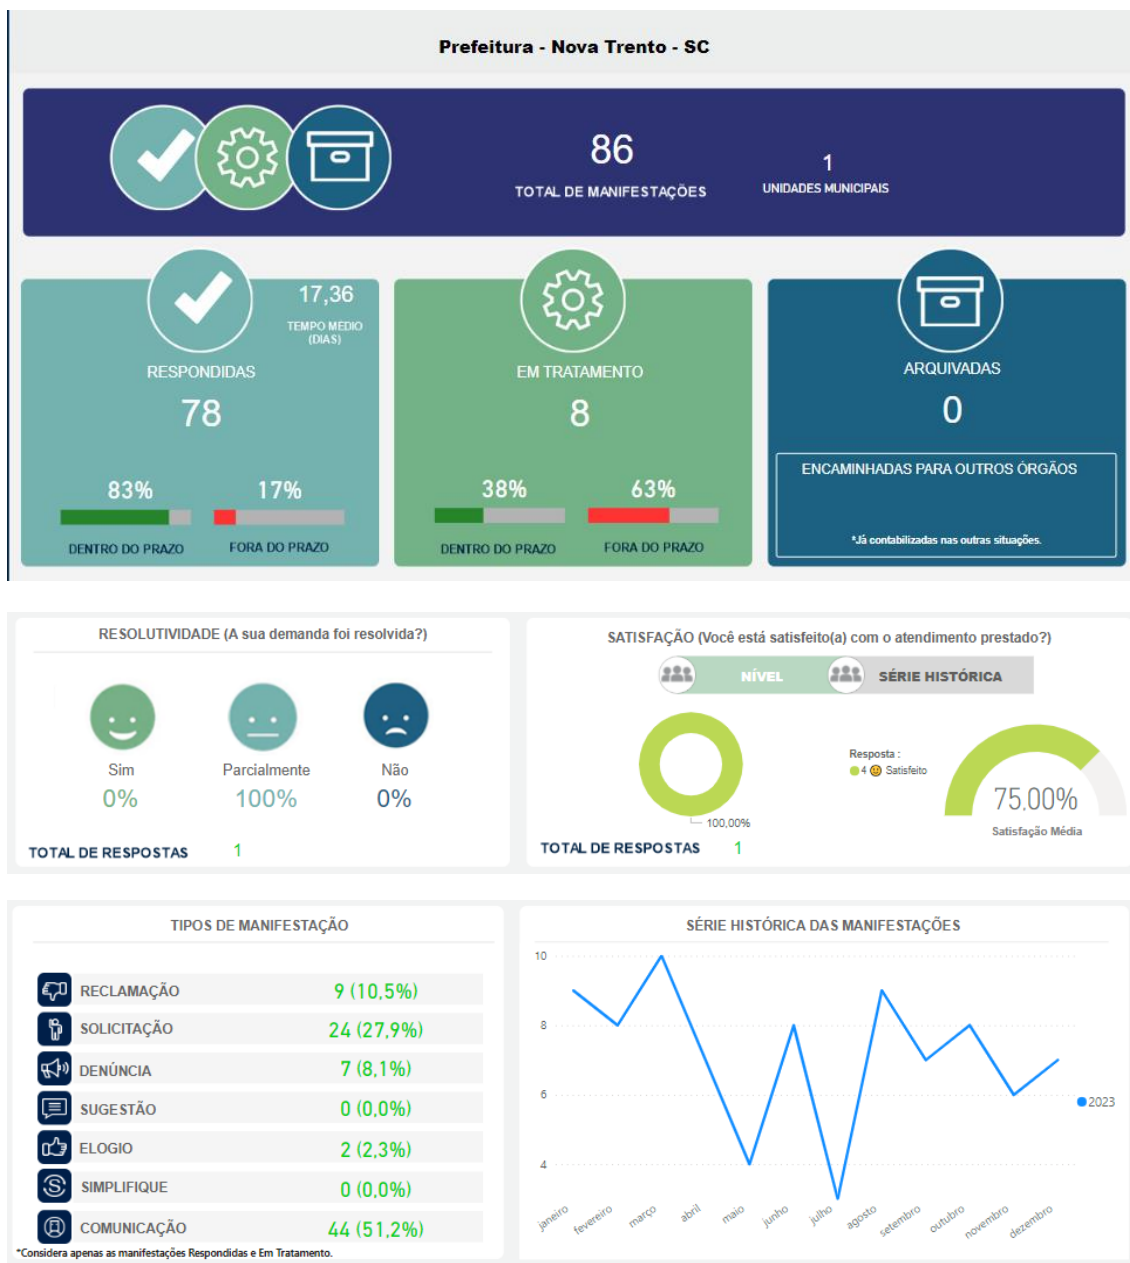 Prefeitura - Nova Trento - SC
86
TOTAL DE MANIFESTAÇÕES
1
UNIDADES MUNICIPAIS
17,36
TEMPO MÉDIO
(DIAS)
RESPONDIDAS
78
83%
17%
DENTRO DO PRAZO
FORA DO PRAZO
EM TRATAMENTO
8
38%
63%
DENTRO DO PRAZO
FORA DO PRAZO
ARQUIVADAS
0
ENCAMINHADAS PARA OUTROS ÓRGÃOS
*Já contabilizadas nas outras situações.
RESOLUTIVIDADE (A sua demanda foi resolvida?)
Sim
Parcialmente
Não
0%
100%
0%
TOTAL DE RESPOSTAS 1
SATISFAÇÃO (Você está satisfeito(a) com o atendimento prestado?)
NÍVEL
SÉRIE HISTÓRICA
Resposta :
4 Satisfeito
100,00%
75,00%
Satisfação Média
TOTAL DE RESPOSTAS 1
TIPOS DE MANIFESTAÇÃO
RECLAMAÇÃO 9 (10,5%)
SOLICITAÇÃO 24 (27,9%)
DENÚNCIA 7 (8,1%)
SUGESTÃO 0 (0,0%)
ELOGIO 2 (2,3%)
SIMPLIFIQUE 0 (0,0%)
COMUNICAÇÃO 44 (51,2%)
*Considera apenas as manifestações Respondidas e Em Tratamento.
SÉRIE HISTÓRICA DAS MANIFESTAÇÕES
10
8
6
4
2023
janeiro
fevereiro
março
abril
maio
junho
julho
agosto
setembro
outubro
novembro
dezembro